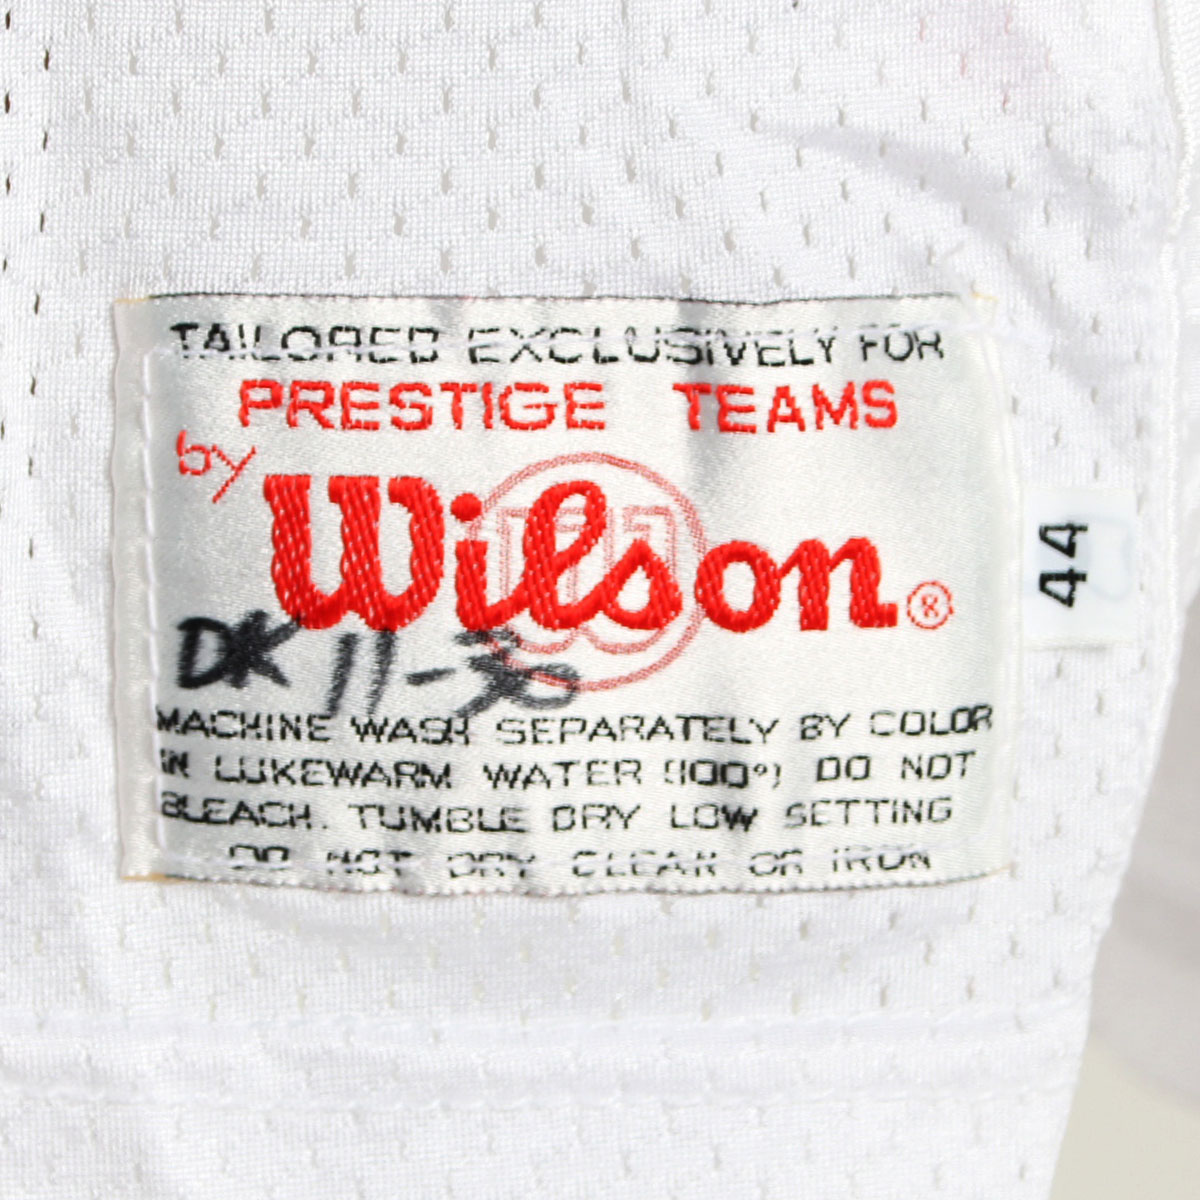 TAILORED EXCLUSIVELY FOR
PRESTIGE TEAMS
by
Wilson®
44
DK 11-30
MACHINE WASH SEPARATELY BY COLOR
IN LUKEWARM WATER (100°) DO NOT
BLEACH. TUMBLE DRY LOW SETTING
DO NOT DRY CLEAN OR IRON